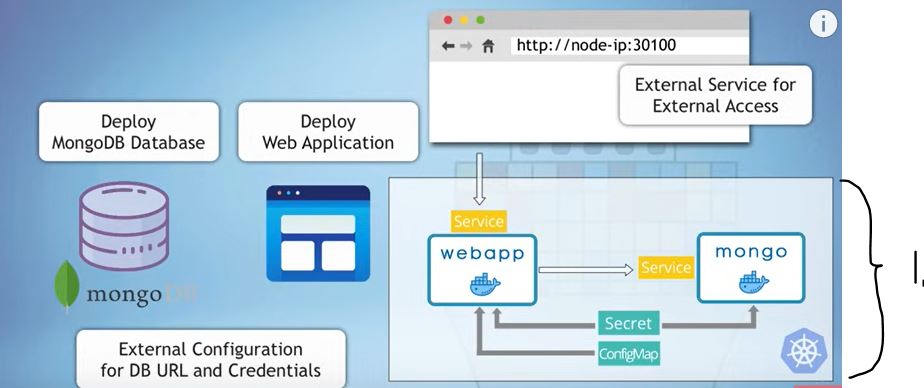 http://node-ip:30100
i
External Service for
External Access
Deploy
MongoDB Database
Deploy
Web Application
Service
webapp
Service
mongo
mongoDB
Secret
ConfigMap
External Configuration
for DB URL and Credentials